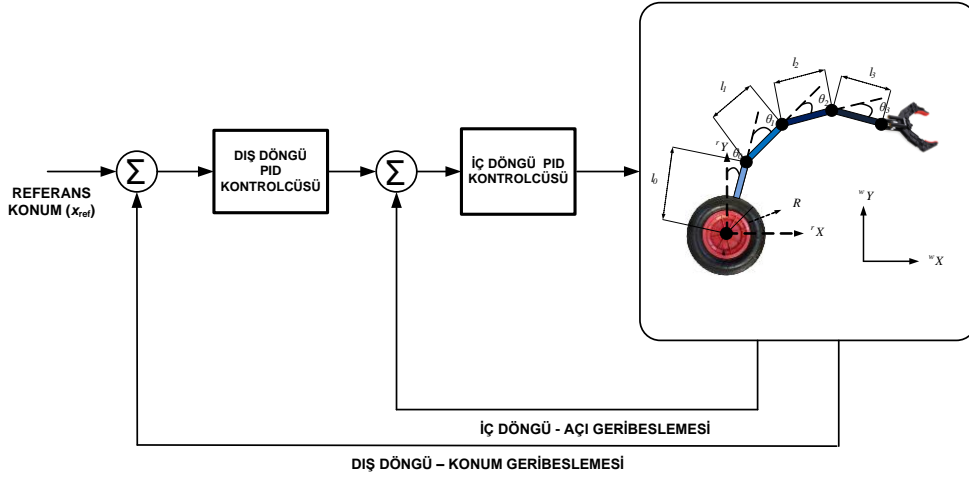 REFERANS
KONUM (xref)
Σ
DIŞ DÖNGÜ
PID
KONTROLCÜSÜ
Σ
İÇ DÖNGÜ PID
KONTROLCÜSÜ
l0
l1
l2
l3
θ1
θ2
θ3
rY
rX
R
wY
wX
İÇ DÖNGÜ - AÇI GERİBESLEMESİ
DIŞ DÖNGÜ – KONUM GERİBESLEMESİ